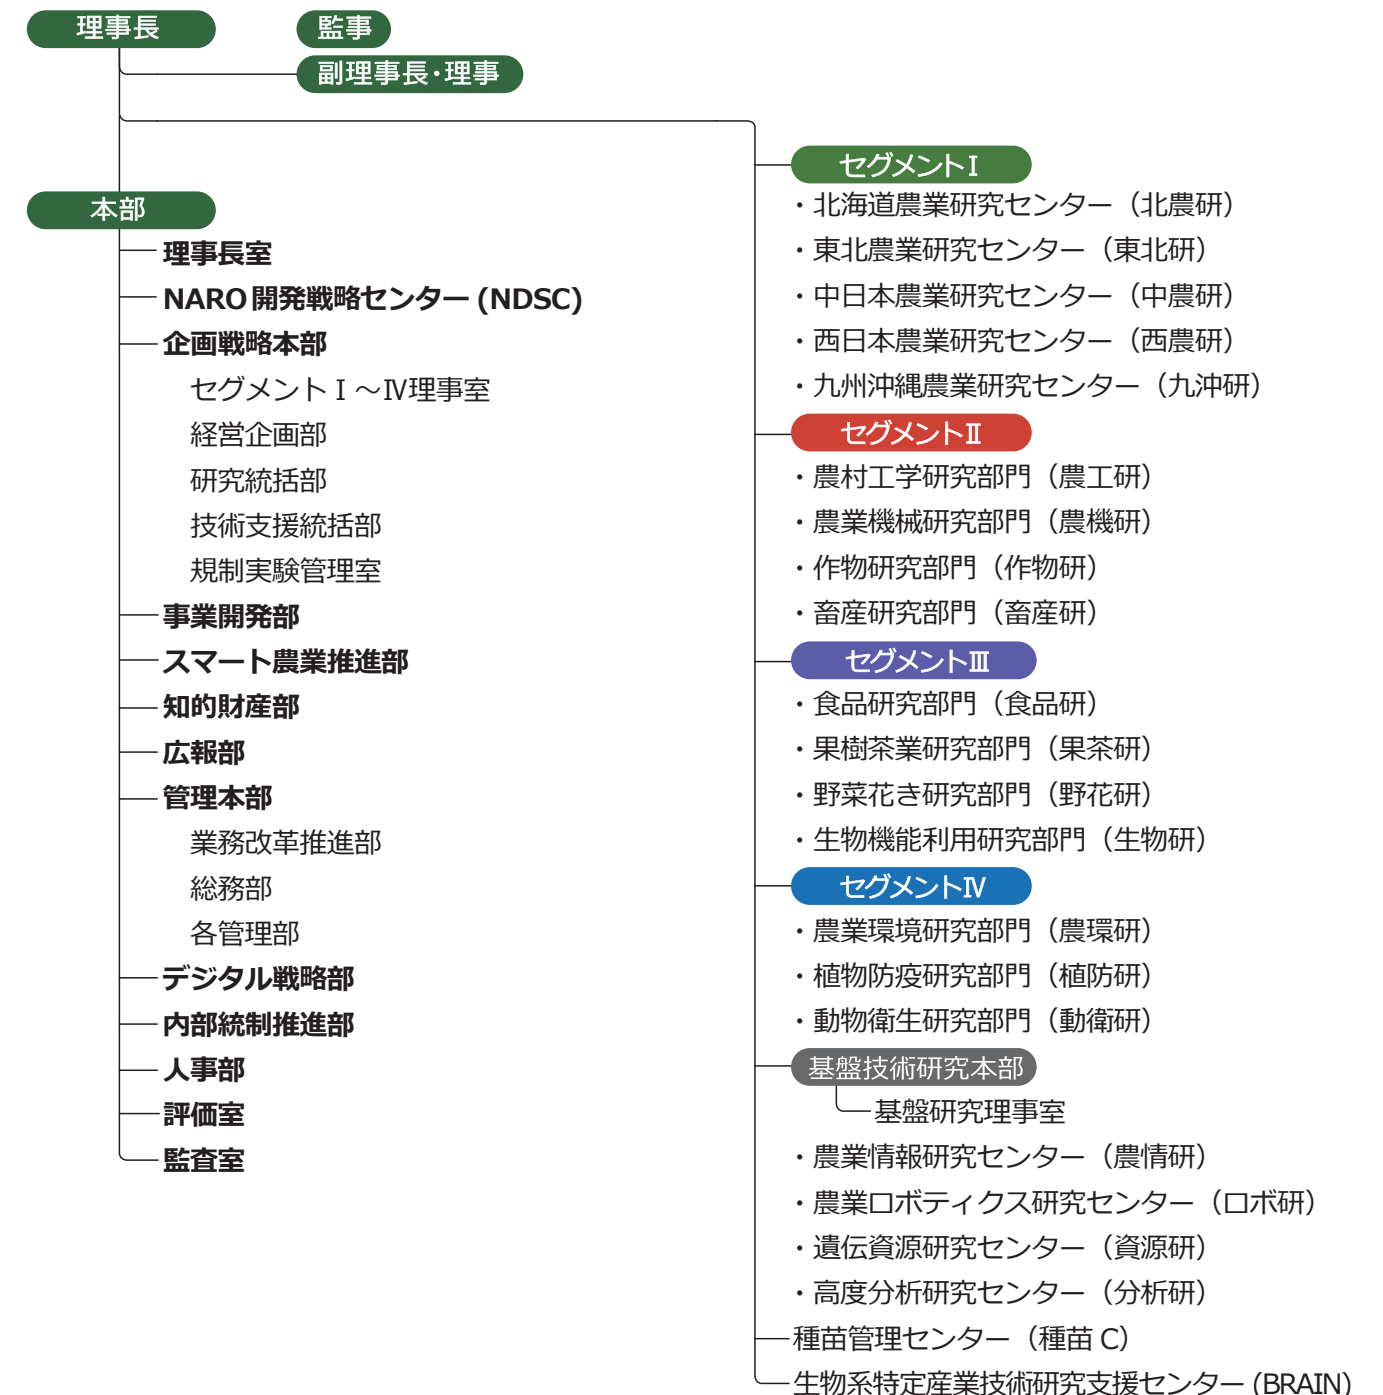 理事長
監事
副理事長・理事
本部
理事長室
NARO開発戦略センター(NDSC)
企画戦略本部
セグメントⅠ～Ⅳ理事室
経営企画部
研究統括部
技術支援統括部
規制実験管理室
事業開発部
スマート農業推進部
知的財産部
広報部
管理本部
業務改革推進部
総務部
各管理部
デジタル戦略部
内部統制推進部
人事部
評価室
監査室
セグメントⅠ
・北海道農業研究センター（北農研）
・東北農業研究センター（東北研）
・中日本農業研究センター（中農研）
・西日本農業研究センター（西農研）
・九州沖縄農業研究センター（九沖研）
セグメントⅡ
・農村工学研究部門（農工研）
・農業機械研究部門（農機研）
・作物研究部門（作物研）
・畜産研究部門（畜産研）
セグメントⅢ
・食品研究部門（食品研）
・果樹茶業研究部門（果茶研）
・野菜花き研究部門（野花研）
・生物機能利用研究部門（生物研）
セグメントⅣ
・農業環境研究部門（農環研）
・植物防疫研究部門（植防研）
・動物衛生研究部門（動衛研）
基盤技術研究本部
基盤研究理事室
・農業情報研究センター（農情研）
・農業ロボティクス研究センター（ロボ研）
・遺伝資源研究センター（資源研）
・高度分析研究センター（分析研）
種苗管理センター（種苗C）
生物系特定産業技術研究支援センター(BRAIN)